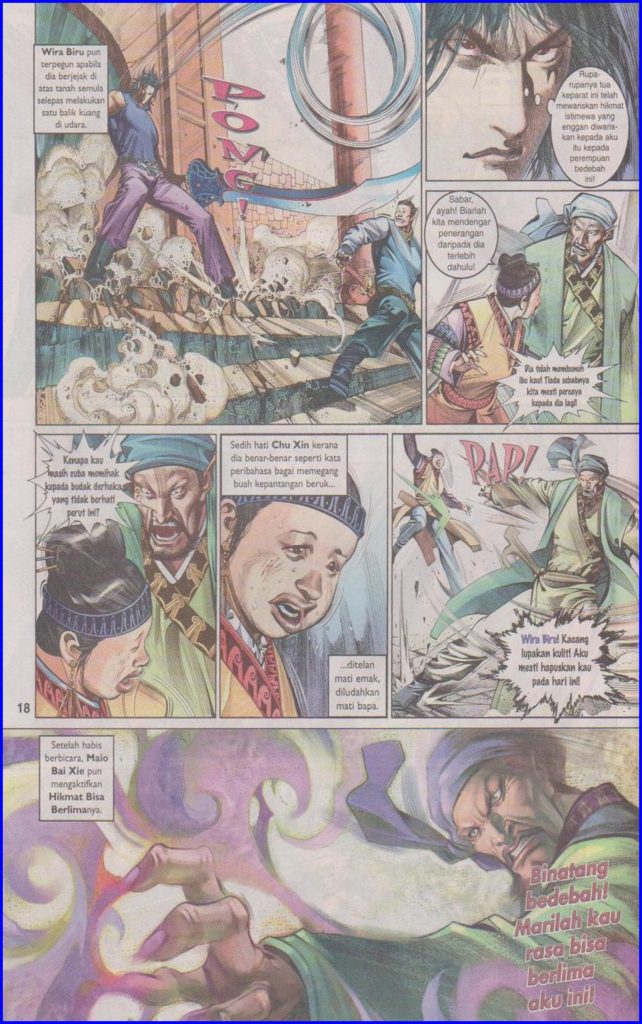 Wira Biru pun
terpegun apabila
dia berjejak di
atas tanah semula
selepas melakukan
satu balik kuang
di udara.
PONG!
Rupa-
rupanya tua
keparat ini telah
mewariskan hikmat
istimewa yang
enggan diwaris-
kan kepada aku
itu kepada
perempuan
bedebah
ini!
Sabar,
ayah! Biarlah
kita mendengar
penerangan
daripada dia
terlebih
dahulu!
Dia telah membunuh
ibu kau! Tiada sebabnya
kita mesti percaya
kepada dia lagi!
Kenapa kau
masih cuba memihak
kepada budak derhaka
yang tidak berhati
perut ini?
Sedih hati Chu Xin kerana
dia benar-benar seperti kata
peribahasa bagai memegang
buah kepantangan beruk...
...ditelan
mati emak,
diludahkan
mati bapa.
PAP!
Wira Biru! Kacang
lupakan kulit! Aku
mesti hapuskan kau
pada hari ini!
18
Setelah habis
berbicara, Maio
Bai Xie pun
mengaktifkan
Hikmat Bisa
Berlimanya.
Binatang
bedebah!
Marilah kau
rasa bisa
berlima
aku ini!